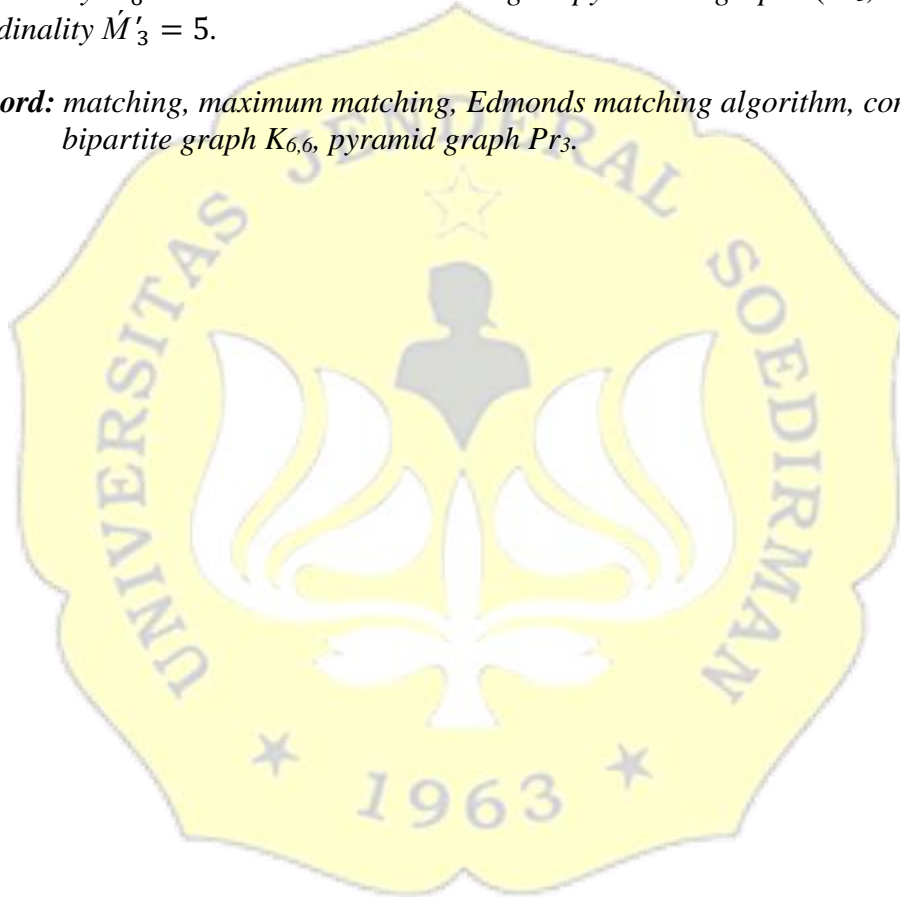 dinality Ḿ′₃ = 5.
ord: matching, maximum matching, Edmonds matching algorithm,
bipartite graph K₆,₆, pyramid graph Pr₃.
UNIVERSITAS JENDERAL SOEDIRMAN
1963